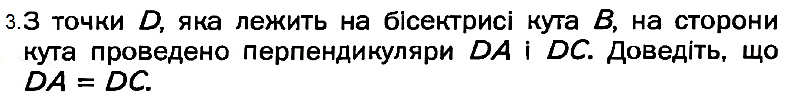 3.З точки D, яка лежить на бісектрисі кута B, на сторони
кута проведено перпендикуляри DA і DC. Доведіть, що
DA = DC.